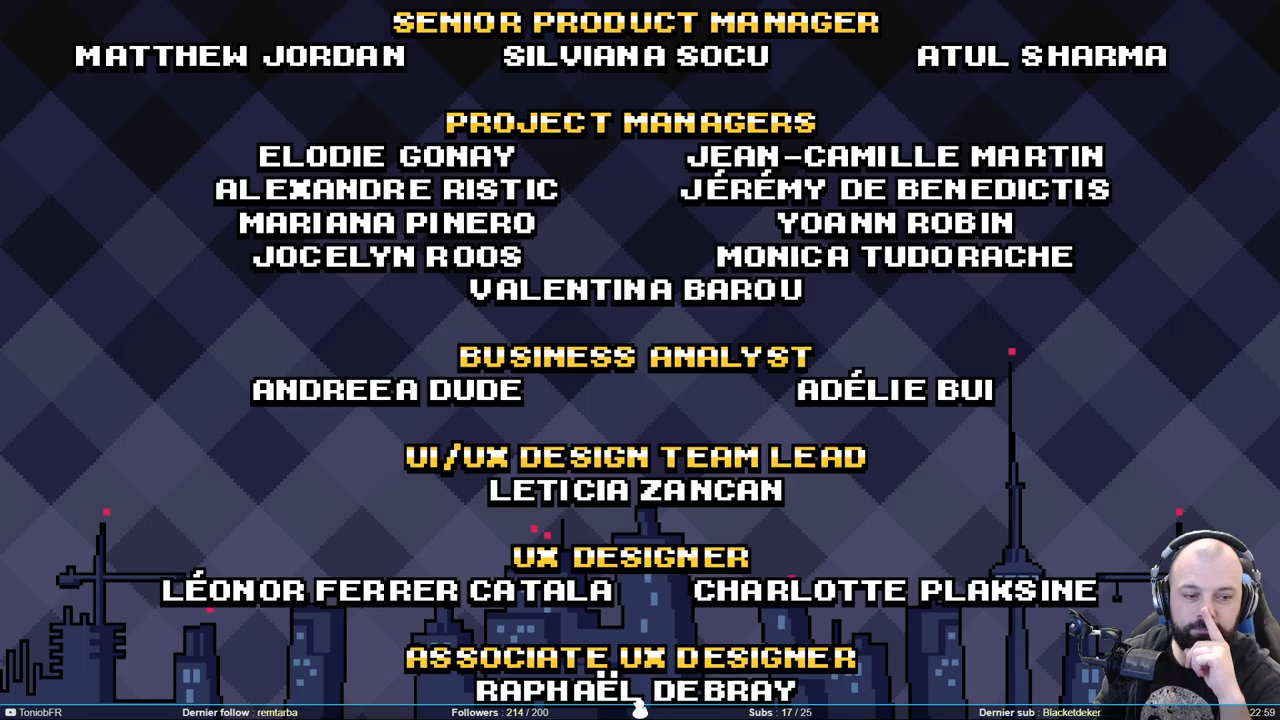 SENIOR PRODUCT MANAGER
MATTHEW JORDAN SILVIANA SOCU ATUL SHARMA
PROJECT MANAGERS
ELODIE GONAY JEAN-CAMILLE MARTIN
ALEXANDRE RISTIC JÉRÉMY DE BENEDICTIS
MARIANA PINERO YOANN ROBIN
JOCELYN ROOS MONICA TUDORACHE
VALENTINA BAROU
BUSINESS ANALYST
ANDREEA DUDE ADÉLIE BUI
UI/UX DESIGN TEAM LEAD
LETICIA ZANCAN
UX DESIGNER
LÉONOR FERRER CATALA CHARLOTTE PLAKSINE
ASSOCIATE UX DESIGNER
RAPHAËL DEBRAY
ToniobFR Dernier follow : remtarba Followers : 214 / 200 Subs : 17 / 25 Dernier sub : Blacketdeker 22:59